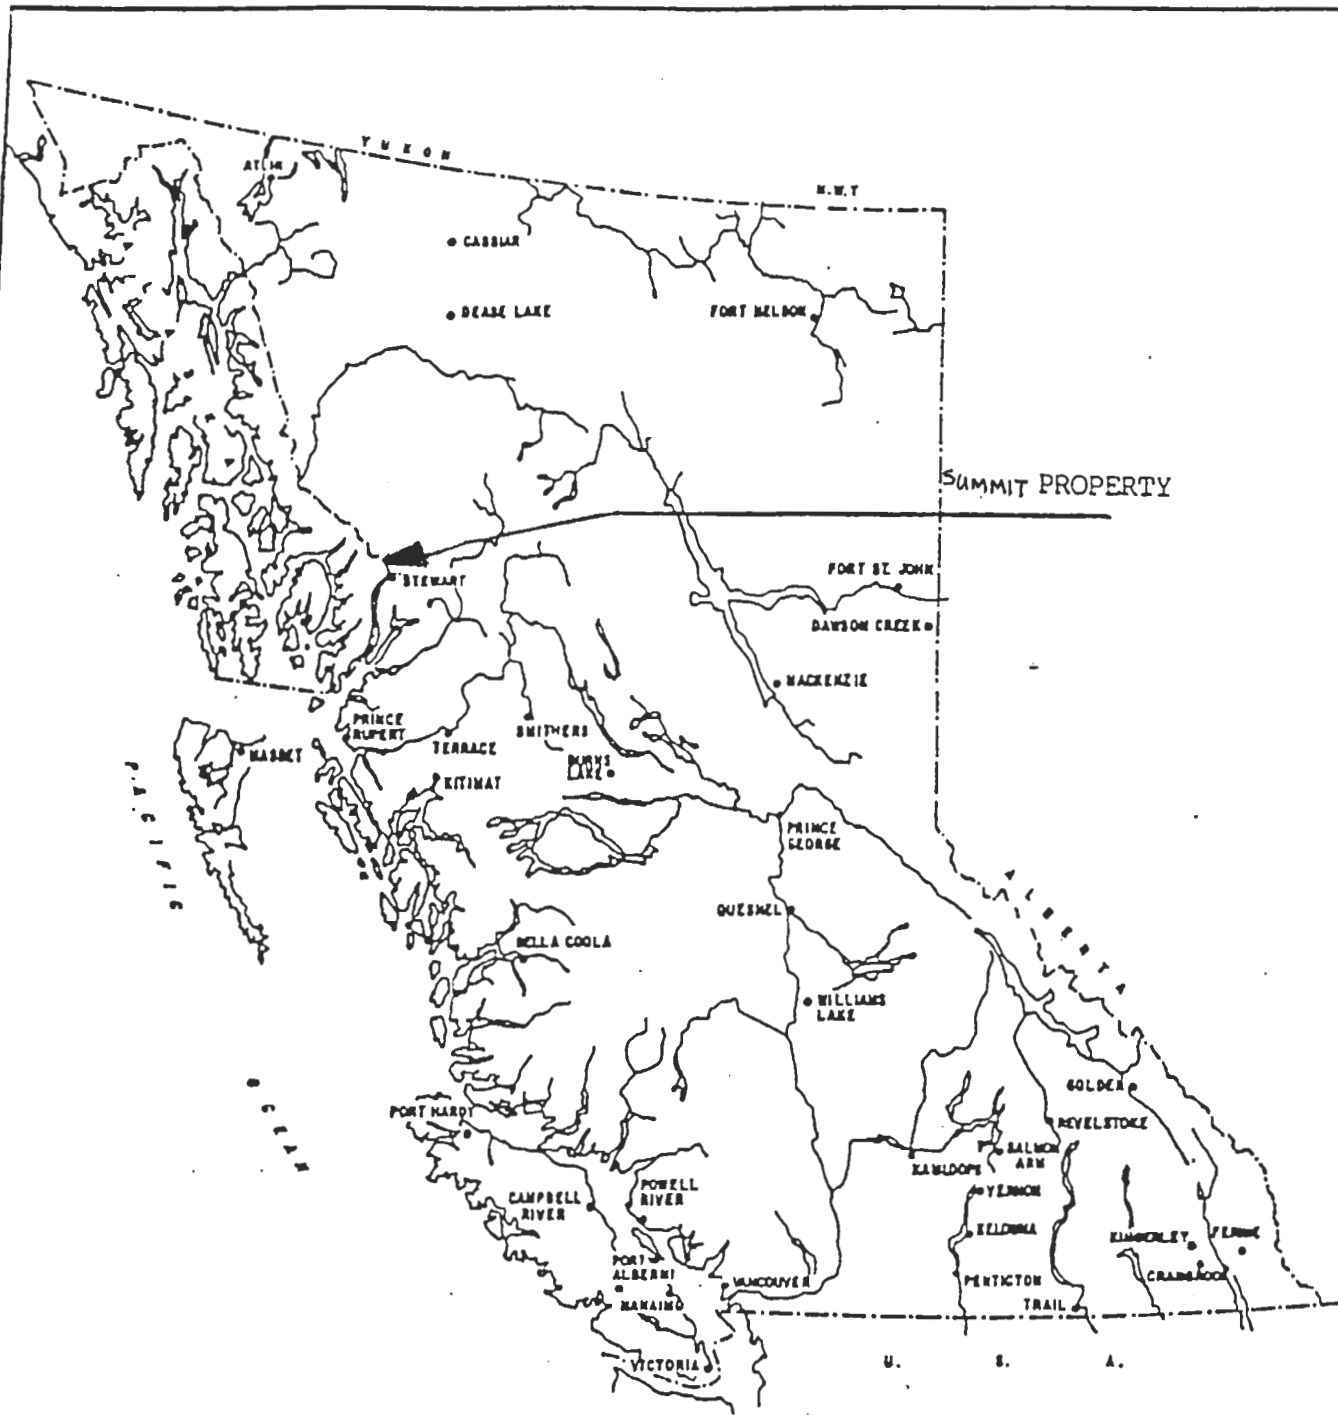 YUKON
N.W.T
ATLIN
CASSIAR
DEASE LAKE
FORT NELSON
SUMMIT PROPERTY
STEWART
FORT ST. JOHN
DAWSON CREEK
MACKENZIE
PRINCE
RUPERT
MASSET
TERRACE
SMITHERS
BURNS
LAKE
KITIMAT
PACIFIC
PRINCE
GEORGE
ALBERTA
QUESNEL
BELLA COOLA
WILLIAMS
LAKE
OCEAN
GOLDEN
PORT HARDY
REVELSTOKE
SALMON
ARM
KAMLOOPS
VERNON
POWELL
RIVER
CAMPBELL
RIVER
KELOWNA
KIMBERLEY
FERNIE
PORT
ALBERNI
PENTICTON
CRANBROOK
VANCOUVER
NANAIMO
TRAIL
VICTORIA
U. S. A.